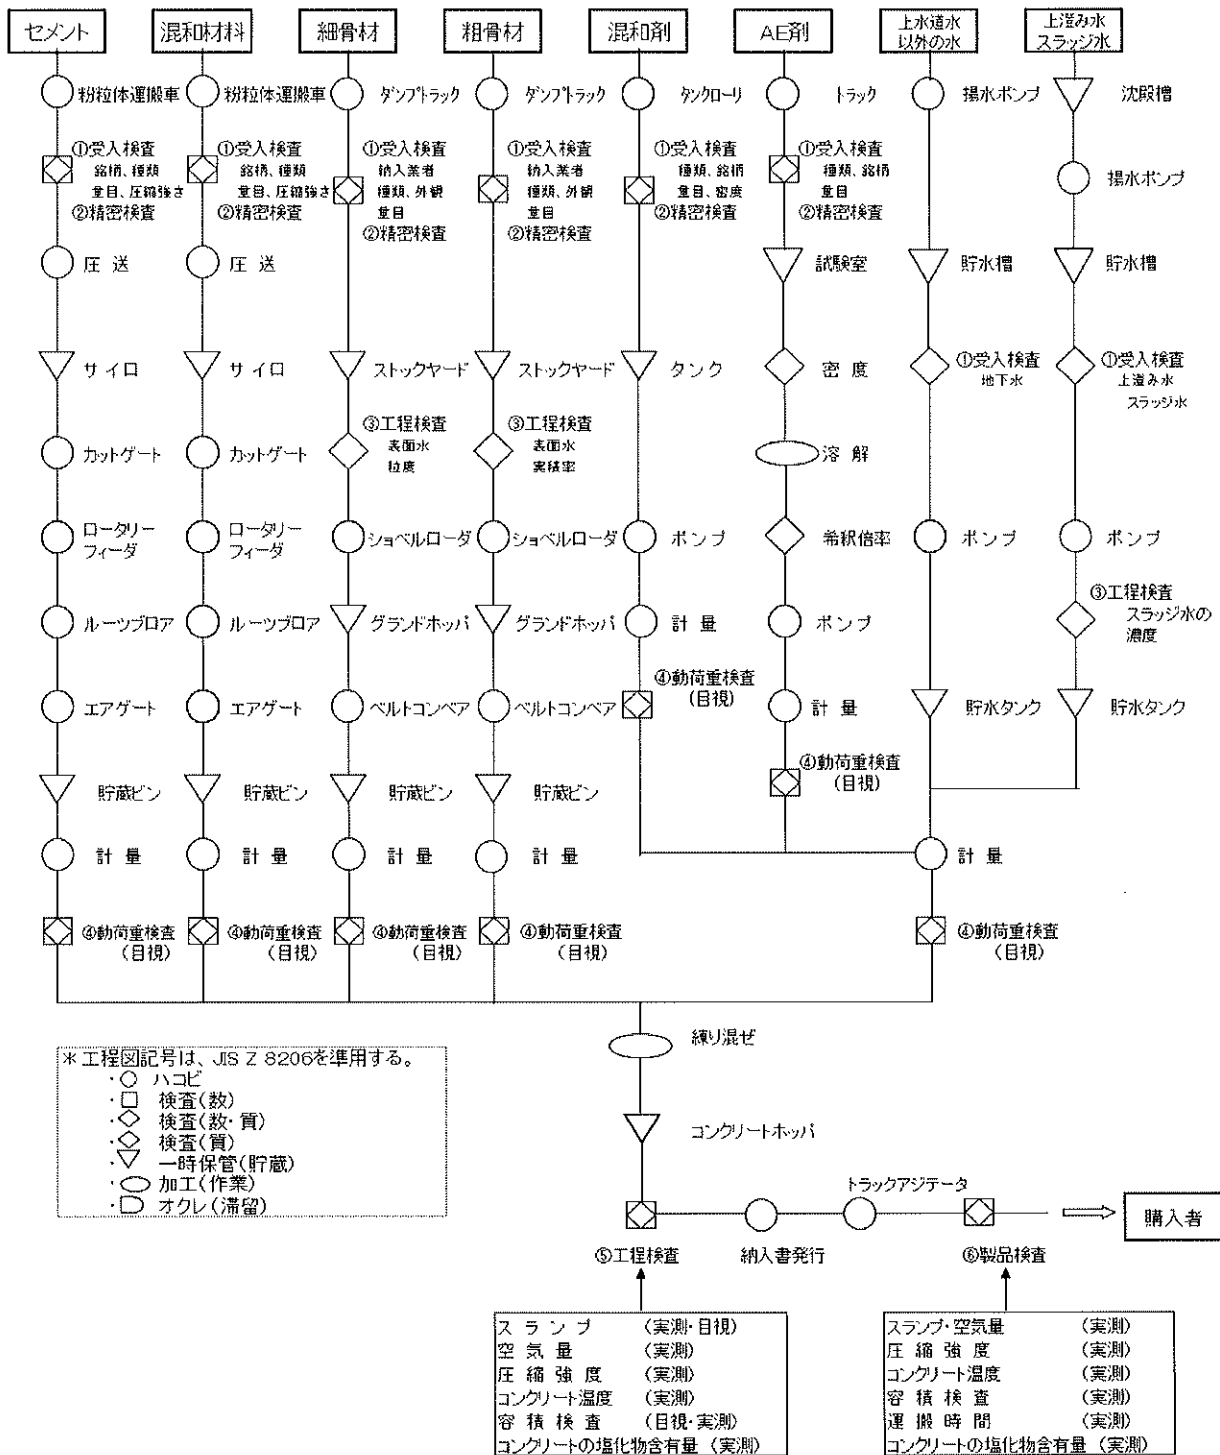 セメント
混和材料
細骨材
粗骨材
混和剤
AE剤
上水道水
以外の水
上澄み水
スラッジ水
粉粒体運搬車
①受入検査
銘柄、種類
量目、圧縮強さ
②精密検査
圧 送
サイロ
カットゲート
ロータリー
フィーダ
ルーツブロア
エアゲート
貯蔵ビン
計 量
④動荷重検査
(目視)
粉粒体運搬車
①受入検査
銘柄、種類
量目、圧縮強さ
②精密検査
圧 送
サイロ
カットゲート
ロータリー
フィーダ
ルーツブロア
エアゲート
貯蔵ビン
計 量
④動荷重検査
(目視)
ダンプトラック
①受入検査
納入業者
種類、外観
量目
②精密検査
ストックヤード
③工程検査
表面水
粒度
ショベルローダ
グランドホッパ
ベルトコンベア
貯蔵ビン
計 量
④動荷重検査
(目視)
ダンプトラック
①受入検査
納入業者
種類、外観
量目
②精密検査
ストックヤード
③工程検査
表面水
実積率
ショベルローダ
グランドホッパ
ベルトコンベア
貯蔵ビン
計 量
④動荷重検査
(目視)
タンクローリ
①受入検査
種類、銘柄
量目、密度
②精密検査
タンク
ポンプ
計 量
④動荷重検査
(目視)
トラック
①受入検査
種類、銘柄
量目
②精密検査
試験室
密 度
溶 解
希釈倍率
ポンプ
計 量
④動荷重検査
(目視)
揚水ポンプ
貯水槽
①受入検査
地下水
ポンプ
貯水タンク
計 量
④動荷重検査
(目視)
沈殿槽
揚水ポンプ
貯水槽
①受入検査
上澄み水
スラッジ水
ポンプ
③工程検査
スラッジ水の
濃度
貯水タンク
練り混ぜ
コンクリートホッパ
トラックアジテータ
⑤工程検査
納入書発行
⑥製品検査
購入者
＊工程図記号は、JIS Z 8206を準用する。
・○ ハコビ
・□ 検査(数)
・◇ 検査(数・質)
・◇ 検査(質)
・▽ 一時保管(貯蔵)
・⬭ 加工(作業)
・D オクレ(滞留)
スランプ (実測・目視)
空気量 (実測)
圧縮強度 (実測)
コンクリート温度 (実測)
容積検査 (目視・実測)
コンクリートの塩化物含有量 (実測)
スランプ・空気量 (実測)
圧縮強度 (実測)
コンクリート温度 (実測)
容積検査 (実測)
運搬時間 (実測)
コンクリートの塩化物含有量 (実測)